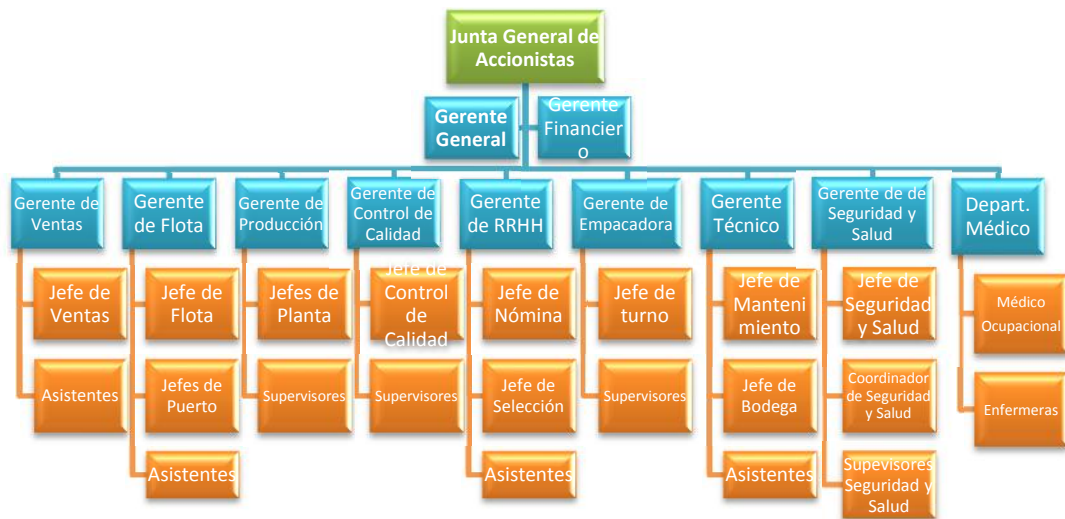 Junta General de
Accionistas
Gerente
General
Gerente
Financier
o
Gerente de
Ventas
Gerente
de Flota
Gerente de
Producción
Gerente de
Control de
Calidad
Gerente
de RRHH
Gerente de
Empacadora
Gerente
Técnico
Gerente de de
Seguridad y
Salud
Depart.
Médico
Jefe de
Ventas
Jefe de
Flota
Jefes de
Planta
Jefe de
Control
de
Calidad
Jefe de
Nómina
Jefe de
turno
Jefe de
Manteni
miento
Jefe de
Seguridad
y Salud
Médico
Ocupacional
Asistentes
Jefes de
Puerto
Supervisores
Supervisores
Jefe de
Selección
Supervisores
Jefe de
Bodega
Coordinador
de Seguridad
y Salud
Enfermeras
Asistentes
Asistentes
Asistentes
Supevisores
Seguridad y
Salud